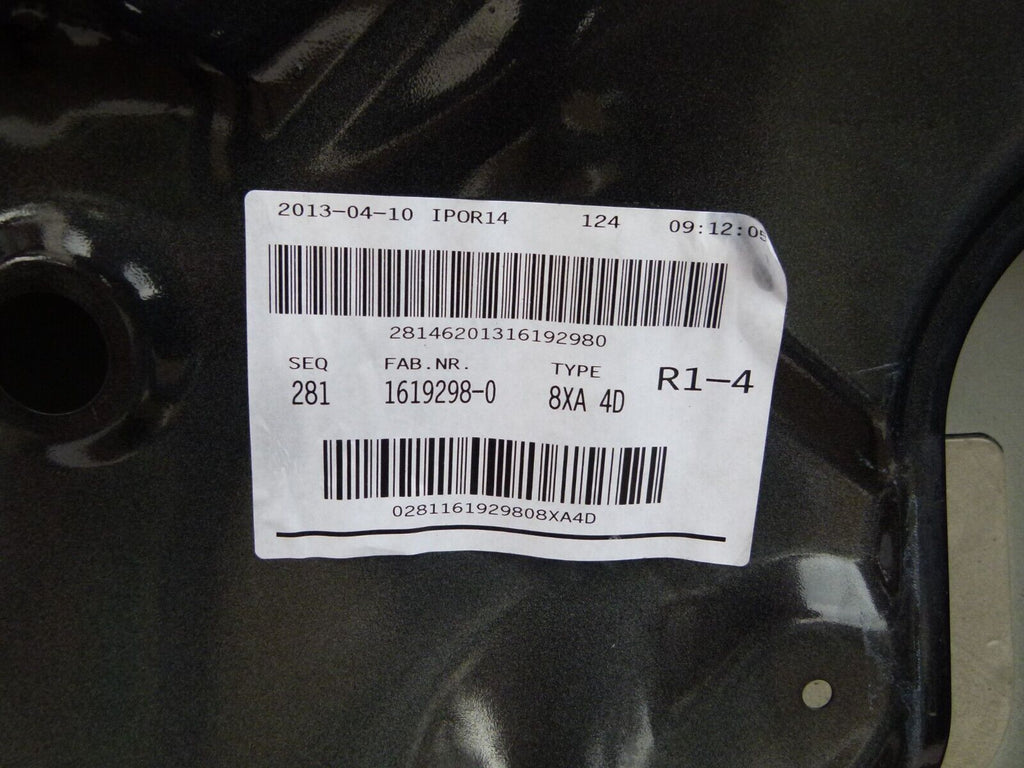 2013-04-10 IPOR14 124 09:12:05
28146201316192980
SEQ FAB.NR. TYPE
281 1619298-0 8XA 4D R1-4
0281161929808XA4D